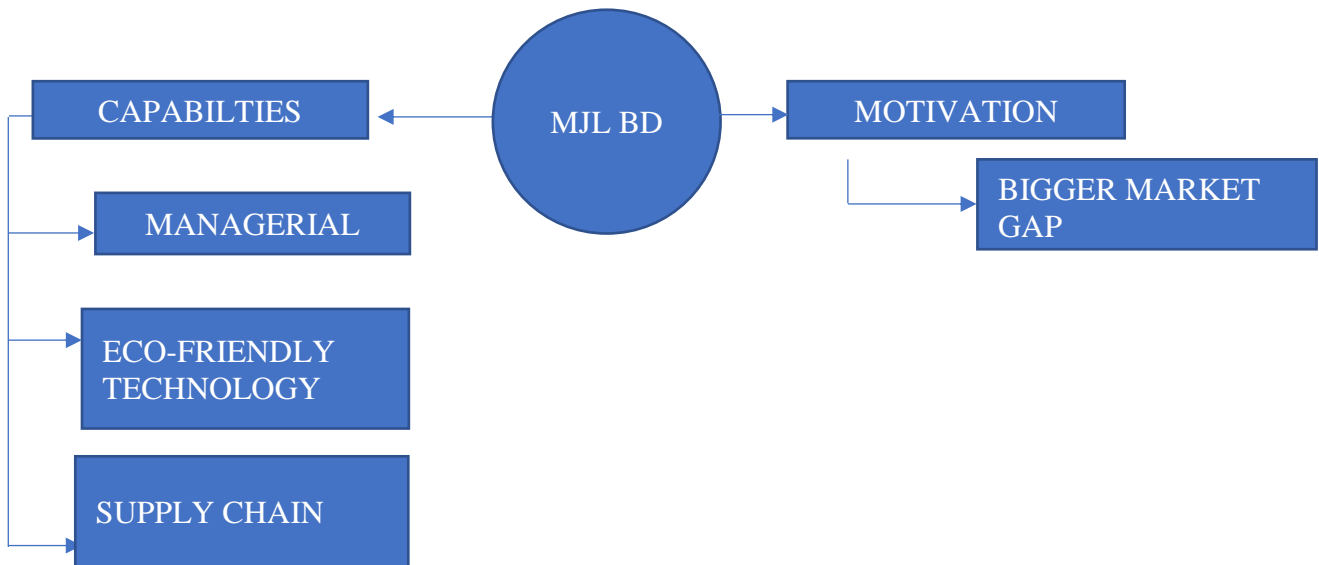 MJL BD
CAPABILTIES
MANAGERIAL
ECO-FRIENDLY
TECHNOLOGY
SUPPLY CHAIN
MOTIVATION
BIGGER MARKET
GAP